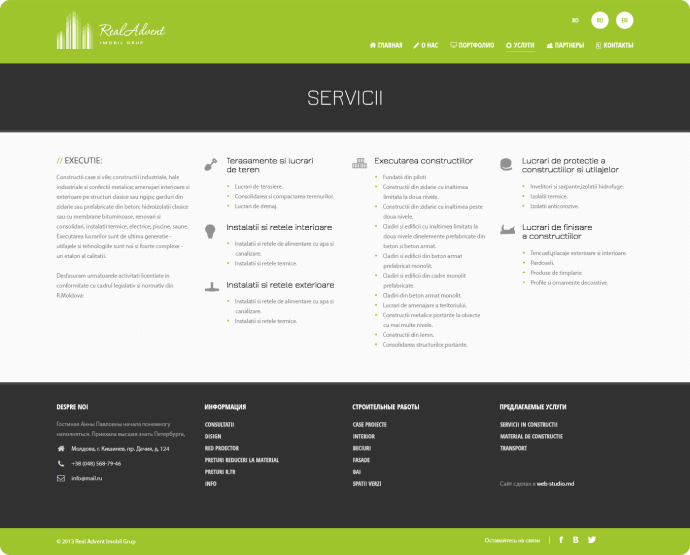 Real Advent
IMOBIL GRUP
RO
RU
EN
ГЛАВНАЯ
О НАС
ПОРТФОЛИО
УСЛУГИ
ПАРТНЕРЫ
КОНТАКТЫ
SERVICII
// EXECUTIE:
Constructii case si vile; constructii industriale, hale
industriale si confectii metalice; amenajari interioare si
exterioare pe structuri clasice sau rigips; garduri din
zidarie sau prefabricate din beton; hidroizolatii clasice
sau cu membrane bituminoase, renovari si
consolidari, instalatii termice, electrice, piscine, saune.
Executarea lucrarilor sunt de ultima generatie -
utilajele si tehnologiile sunt noi si foarte complexe -
un etalon al calitatii.
Desfasuram urmatoarele activitati licentiate in
conformitate cu cadrul legislativ si normativ din
R.Moldova:
Terasamente si lucrari
de teren
Lucrari de terasiere.
Consolidarea si compactarea terenurilor.
Lucrari de drenaj.
Instalatii si retele interioare
Instalatii si retele de alimentare cu apa si
canalizare.
Instalatii si retele termice.
Instalatii si retele exterioare
Instalatii si retele de alimentare cu apa si
canalizare.
Instalatii si retele termice.
Executarea constructiilor
Fundatii din piloti
Constructii din zidarie cu inaltimea
limitata la doua nivele.
Constructii din zidarie cu inaltimea peste
doua nivele.
Cladiri si edificii cu inaltimea limitata la
doua nivele diselemente prefabricate din
beton si beton armat.
Cladiri si edificii din beton armat
prefabricat monolit.
Cladiri si edificii din cadre monolit
prefabricate.
Cladiri din beton armat monolit.
Lucrari de amenajare a teritoriului.
Constructii metalice portante la obiecte
cu mai multe nivele.
Constructii din lemn.
Consolidarea structurilor portante.
Lucrari de protectie a
constructiilor si utilajelor
Invelitori si sarpante,izolatii hidrofuge.
Izolatii termice.
Izolatii anticorozive.
Lucrari de finisare
a constructiilor
Tencueli,placaje exterioare si interioare.
Pardoseli.
Produse de timplarie.
Profile si ornamente decorative.
DESPRE NOI
Гостиная Анны Павловны начала понемногу
наполняться. Приехала высшая знать Петербурга,
Молдова, г. Кишинев, пр. Дачия, д. 124
+38 (048) 568-79-46
info@mail.ru
ИНФОРМАЦИЯ
CONSULTATII
DISIGN
RED PROECTOR
PRETURI REDUCERI LA MATERIAL
PRETURI R.TR
INFO
СТРОИТЕЛЬНЫЕ РАБОТЫ
CASE PROIECTE
INTERIOR
BECIURI
FASADE
BAI
SPATII VERZI
ПРЕДЛАГАЕМЫЕ УСЛУГИ
SERVICII IN CONSTRUCTII
MATERIAL DE CONSTRUCTIE
TRANSPORT
Сайт сделан в web-studio.md
© 2013 Real Advent Imobil Grup
Оставайтесь на связи